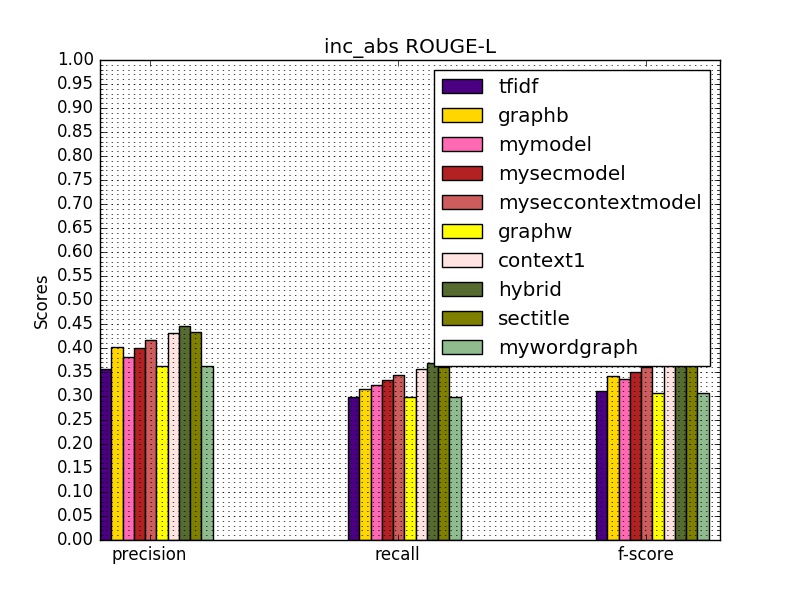 inc_abs ROUGE-L
1.00
0.95
0.90
0.85
0.80
0.75
0.70
0.65
0.60
0.55
0.50
0.45
0.40
0.35
0.30
0.25
0.20
0.15
0.10
0.05
0.00
Scores
tfidf
graphb
mymodel
mysecmodel
myseccontextmodel
graphw
context1
hybrid
sectitle
mywordgraph
precision recall f-score